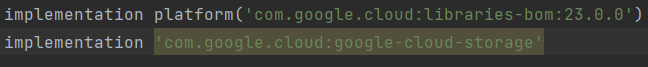 implementation platform('com.google.cloud:libraries-bom:23.0.0')
implementation 'com.google.cloud:google-cloud-storage'